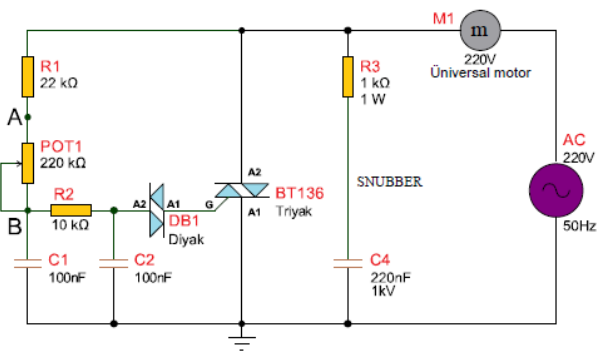 M1
m
220V
Üniversal motor
R1
22 kΩ
A
POT1
220 kΩ
B
R2
10 kΩ
C1
100nF
C2
100nF
A2 A1
DB1
Diyak
G
A2
A1
BT136
Triyak
R3
1 kΩ
1 W
SNUBBER
C4
220nF
1kV
AC
220V
50Hz